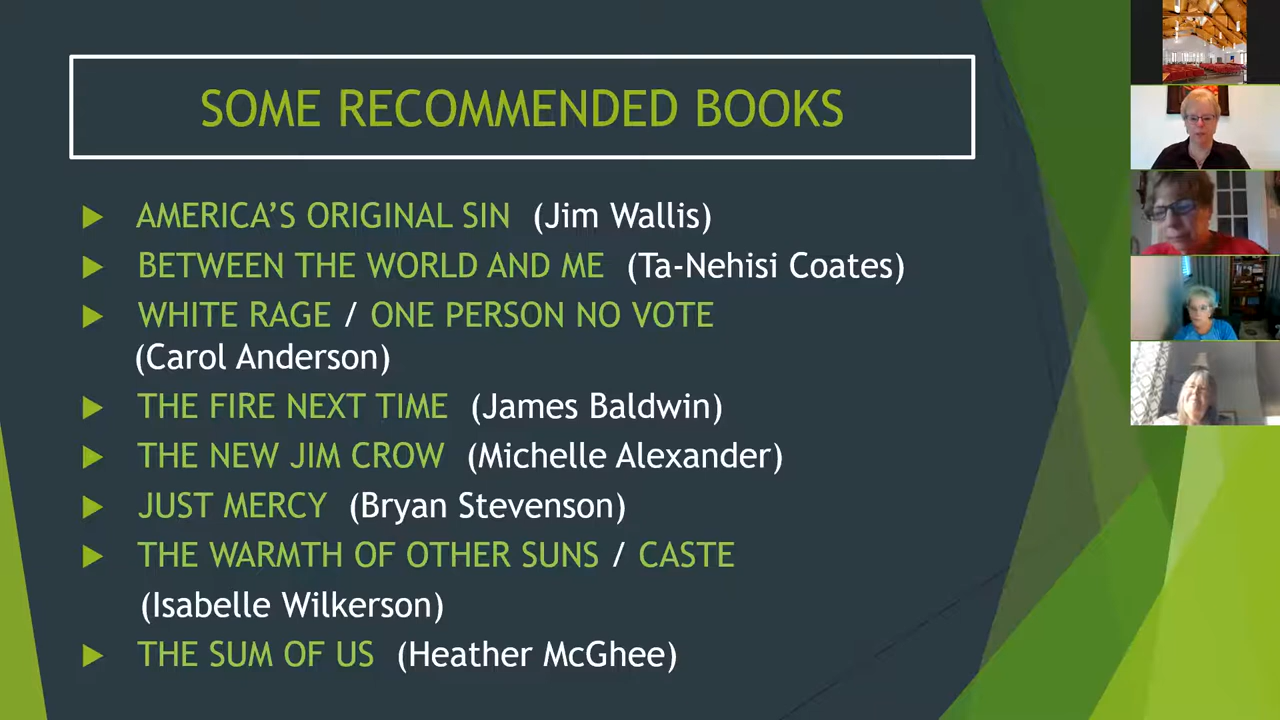 SOME RECOMMENDED BOOKS
AMERICA’S ORIGINAL SIN (Jim Wallis)
BETWEEN THE WORLD AND ME (Ta-Nehisi Coates)
WHITE RAGE / ONE PERSON NO VOTE
(Carol Anderson)
THE FIRE NEXT TIME (James Baldwin)
THE NEW JIM CROW (Michelle Alexander)
JUST MERCY (Bryan Stevenson)
THE WARMTH OF OTHER SUNS / CASTE
(Isabelle Wilkerson)
THE SUM OF US (Heather McGhee)